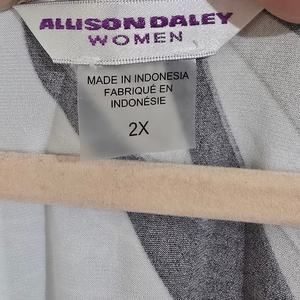 ALLISON DALEY
WOMEN
MADE IN INDONESIA
FABRIQUÉ EN
INDONÉSIE
2X